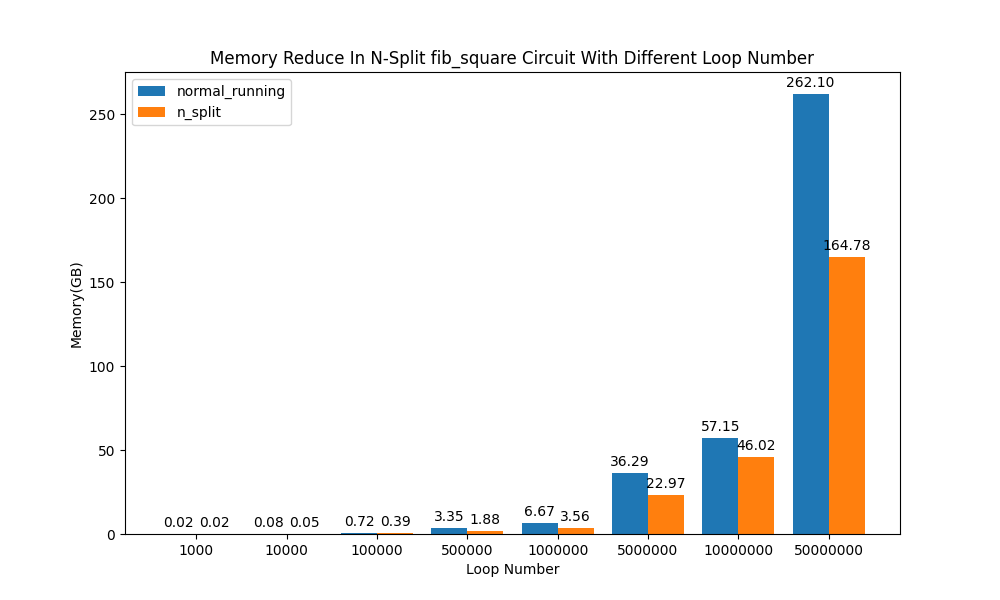 Memory Reduce In N-Split fib_square Circuit With Different Loop Number
normal_running
n_split
Memory(GB)
250
200
150
100
50
0
0.02 0.02
0.08 0.05
0.72 0.39
3.35 1.88
6.67 3.56
36.29 22.97
57.15 46.02
262.10 164.78
1000 10000 100000 500000 1000000 5000000 10000000 50000000
Loop Number